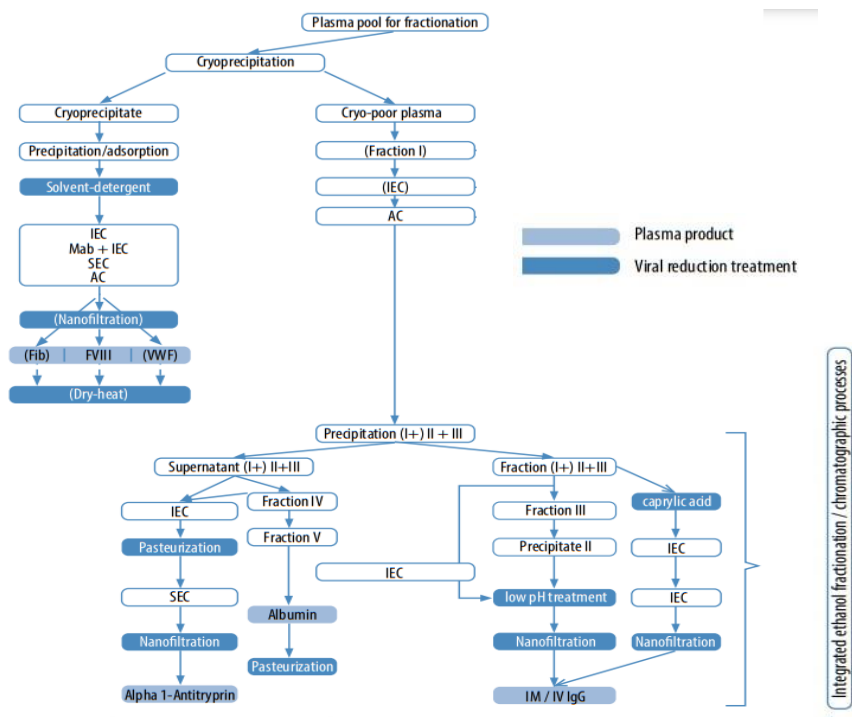 Plasma pool for fractionation
Cryoprecipitation
Cryoprecipitate
Cryo-poor plasma
Precipitation/adsorption
(Fraction I)
Solvent-detergent
(IEC)
AC
IEC
Mab + IEC
SEC
AC
Plasma product
Viral reduction treatment
(Nanofiltration)
(Fib)
FVIII
(VWF)
(Dry-heat)
Precipitation (I+) II + III
Supernatant (I+) II+III
Fraction (I+) II+III
IEC
Fraction IV
Fraction III
caprylic acid
Pasteurization
Fraction V
Precipitate II
IEC
IEC
SEC
Albumin
low pH treatment
IEC
Nanofiltration
Pasteurization
Nanofiltration
Nanofiltration
Alpha 1-Antitryprin
IM / IV IgG
Integrated ethanol fractionation / chromatographic processes